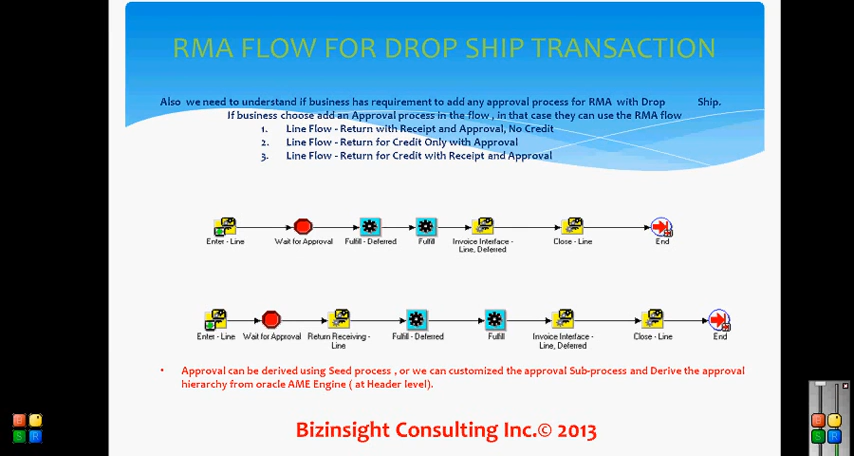 RMA FLOW FOR DROP SHIP TRANSACTION
Also we need to understand if business has requirement to add any approval process for RMA with Drop Ship.
If business choose add an Approval process in the flow , in that case they can use the RMA flow
1. Line Flow - Return with Receipt and Approval, No Credit
2. Line Flow - Return for Credit Only with Approval
3. Line Flow - Return for Credit with Receipt and Approval
Enter - Line Wait for Approval Fulfill - Deferred Fulfill Invoice Interface - Close - Line End
Line, Deferred
Enter - Line Wait for Approval Return Receiving - Fulfill - Deferred Fulfill Invoice Interface - Close - Line End
Line Line, Deferred
• Approval can be derived using Seed process , or we can customized the approval Sub-process and Derive the approval
hierarchy from oracle AME Engine ( at Header level).
Bizinsight Consulting Inc.© 2013
B
S R
B
S R